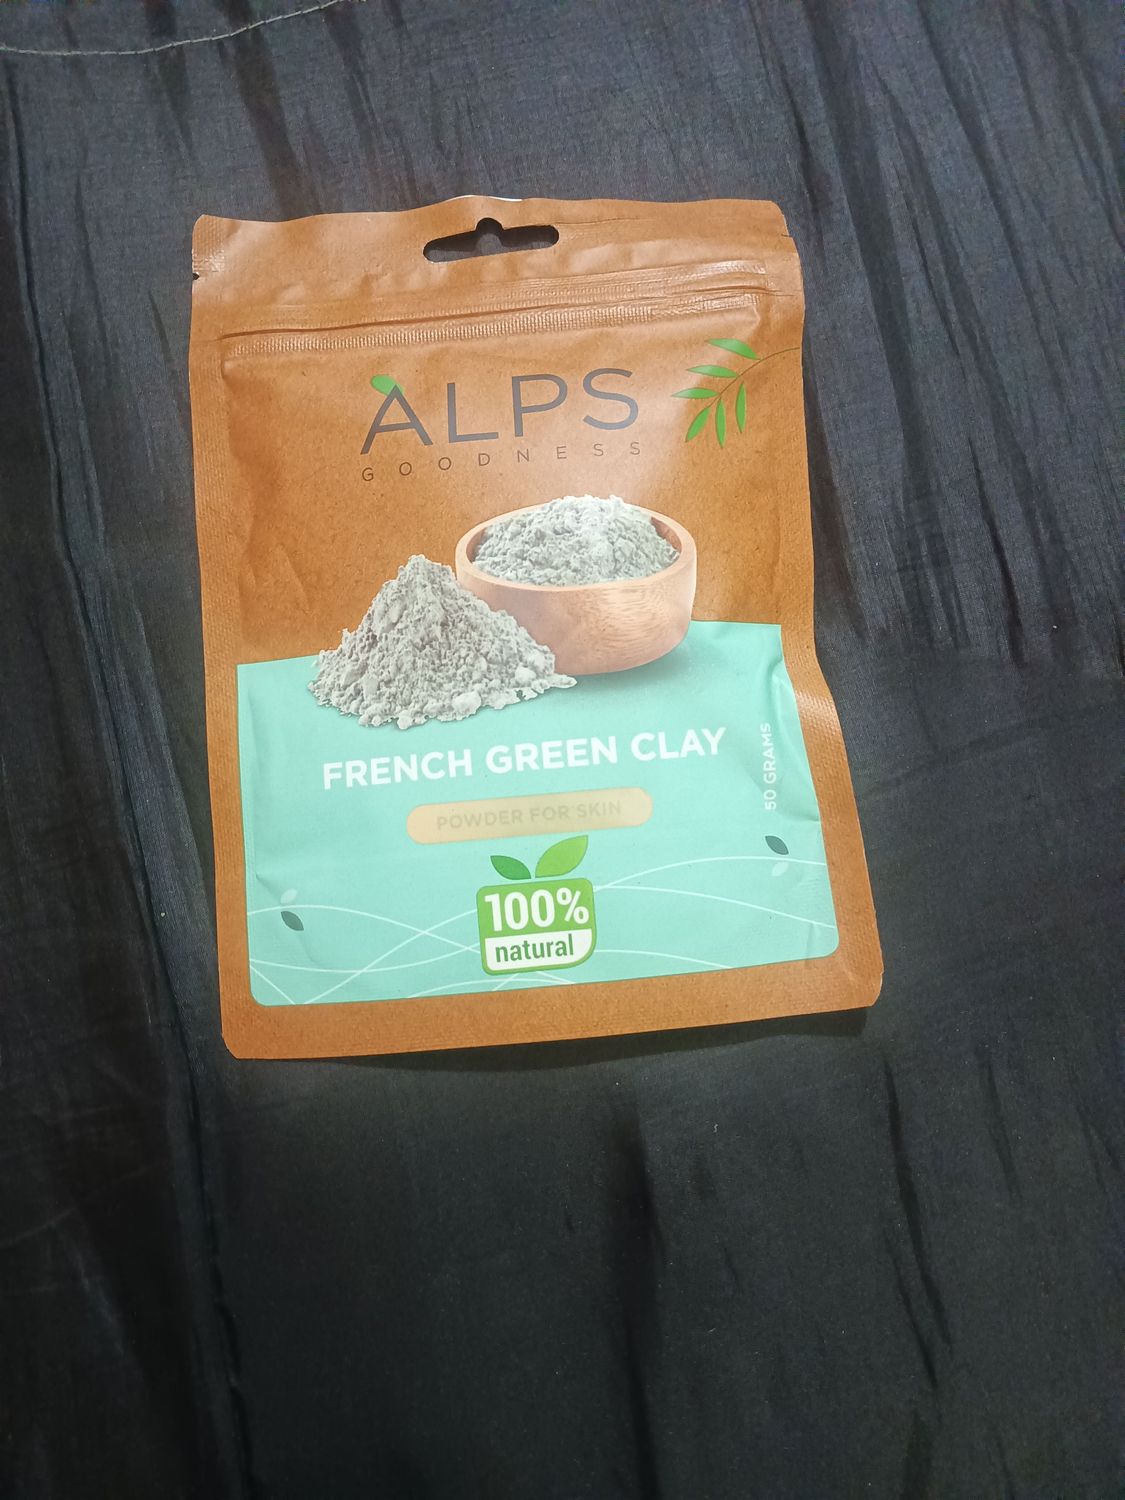 ALPS
GOODNESS
FRENCH GREEN CLAY
50 GRAMS
POWDER FOR SKIN
100%
natural